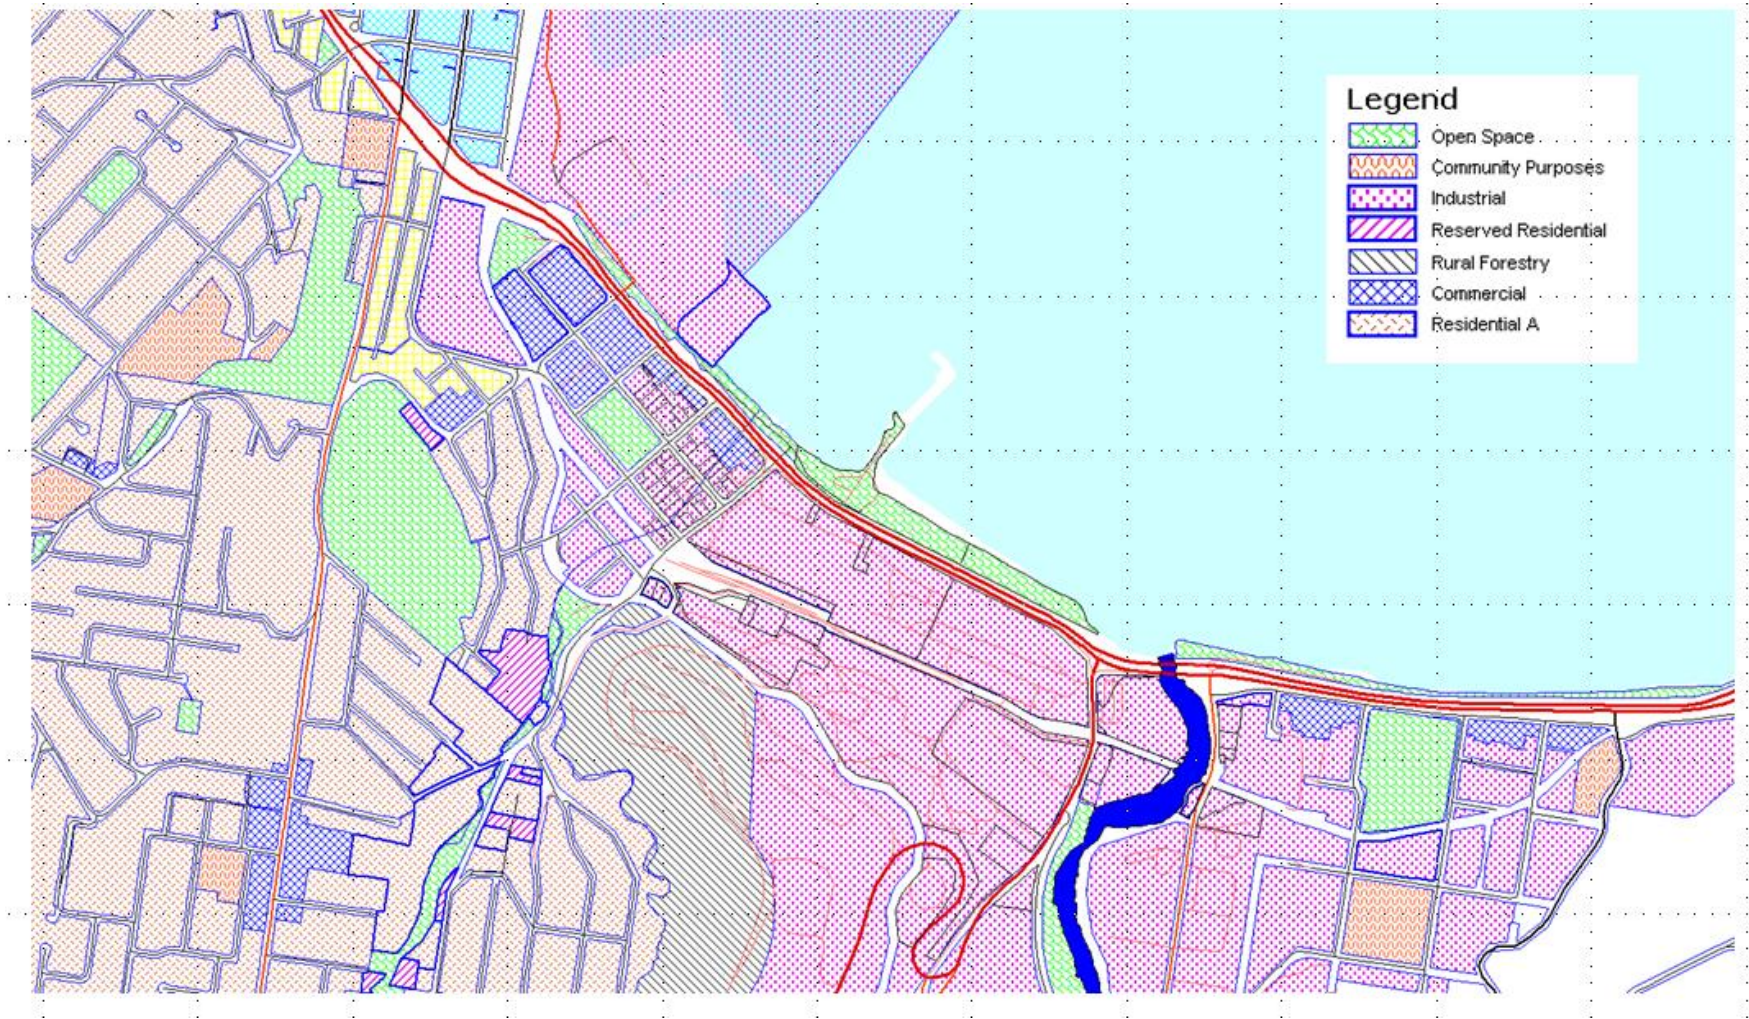 Legend
Open Space
Community Purposes
Industrial
Reserved Residential
Rural Forestry
Commercial
Residential A